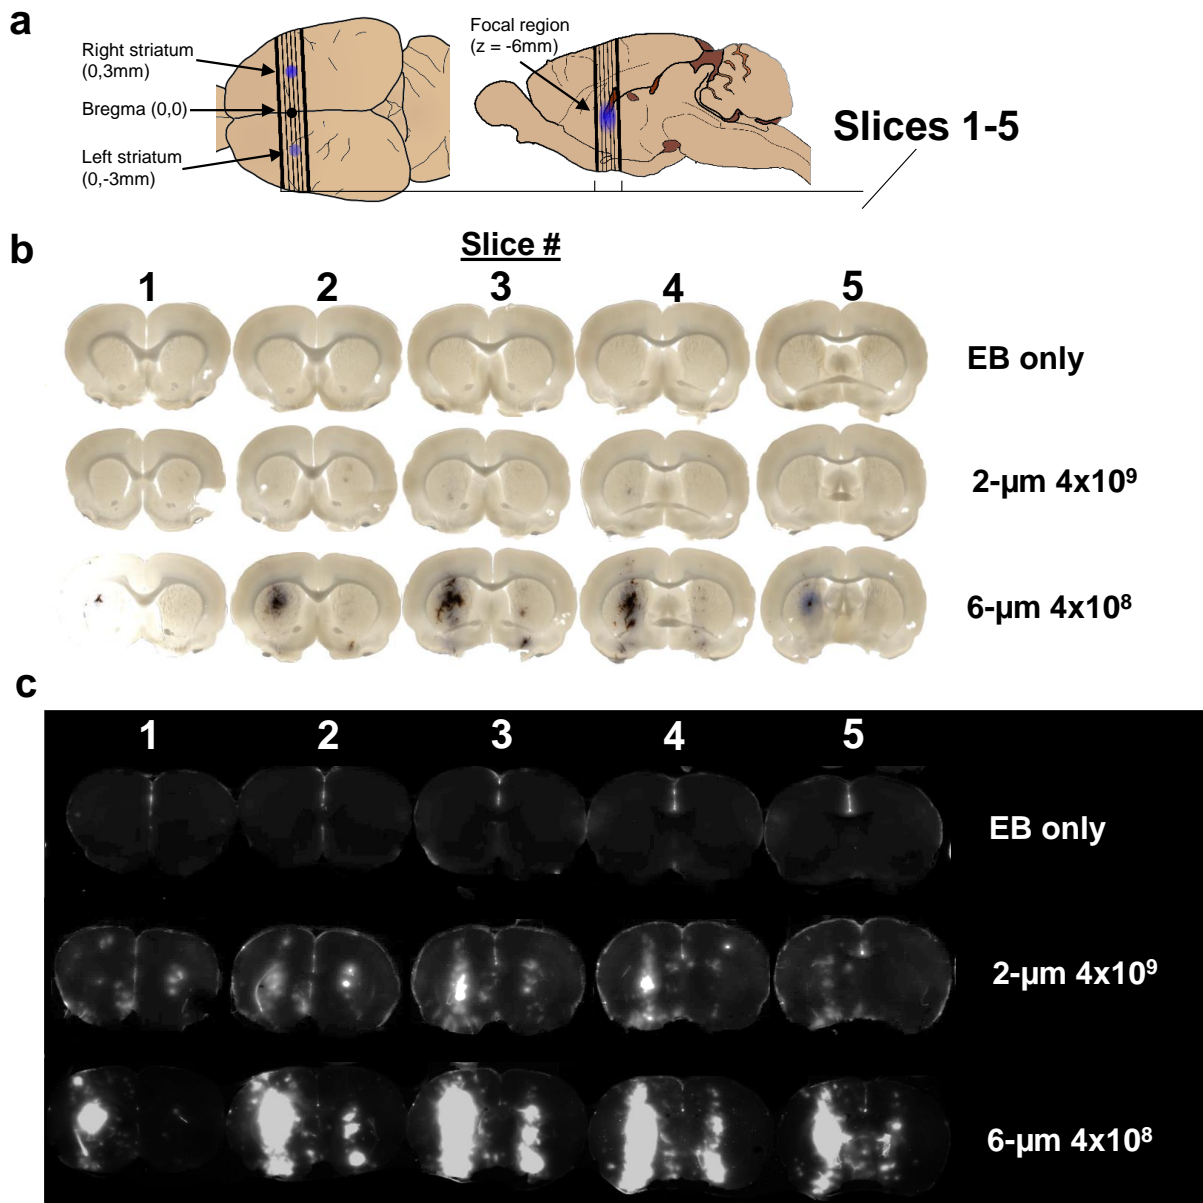 a
Right striatum
(0,3mm)
Bregma (0,0)
Left striatum
(0,-3mm)
Focal region
(z = -6mm)
Slices 1-5
b
Slice #
1 2 3 4 5
EB only
2-µm 4x10⁹
6-µm 4x10⁸
c
1 2 3 4 5
EB only
2-µm 4x10⁹
6-µm 4x10⁸